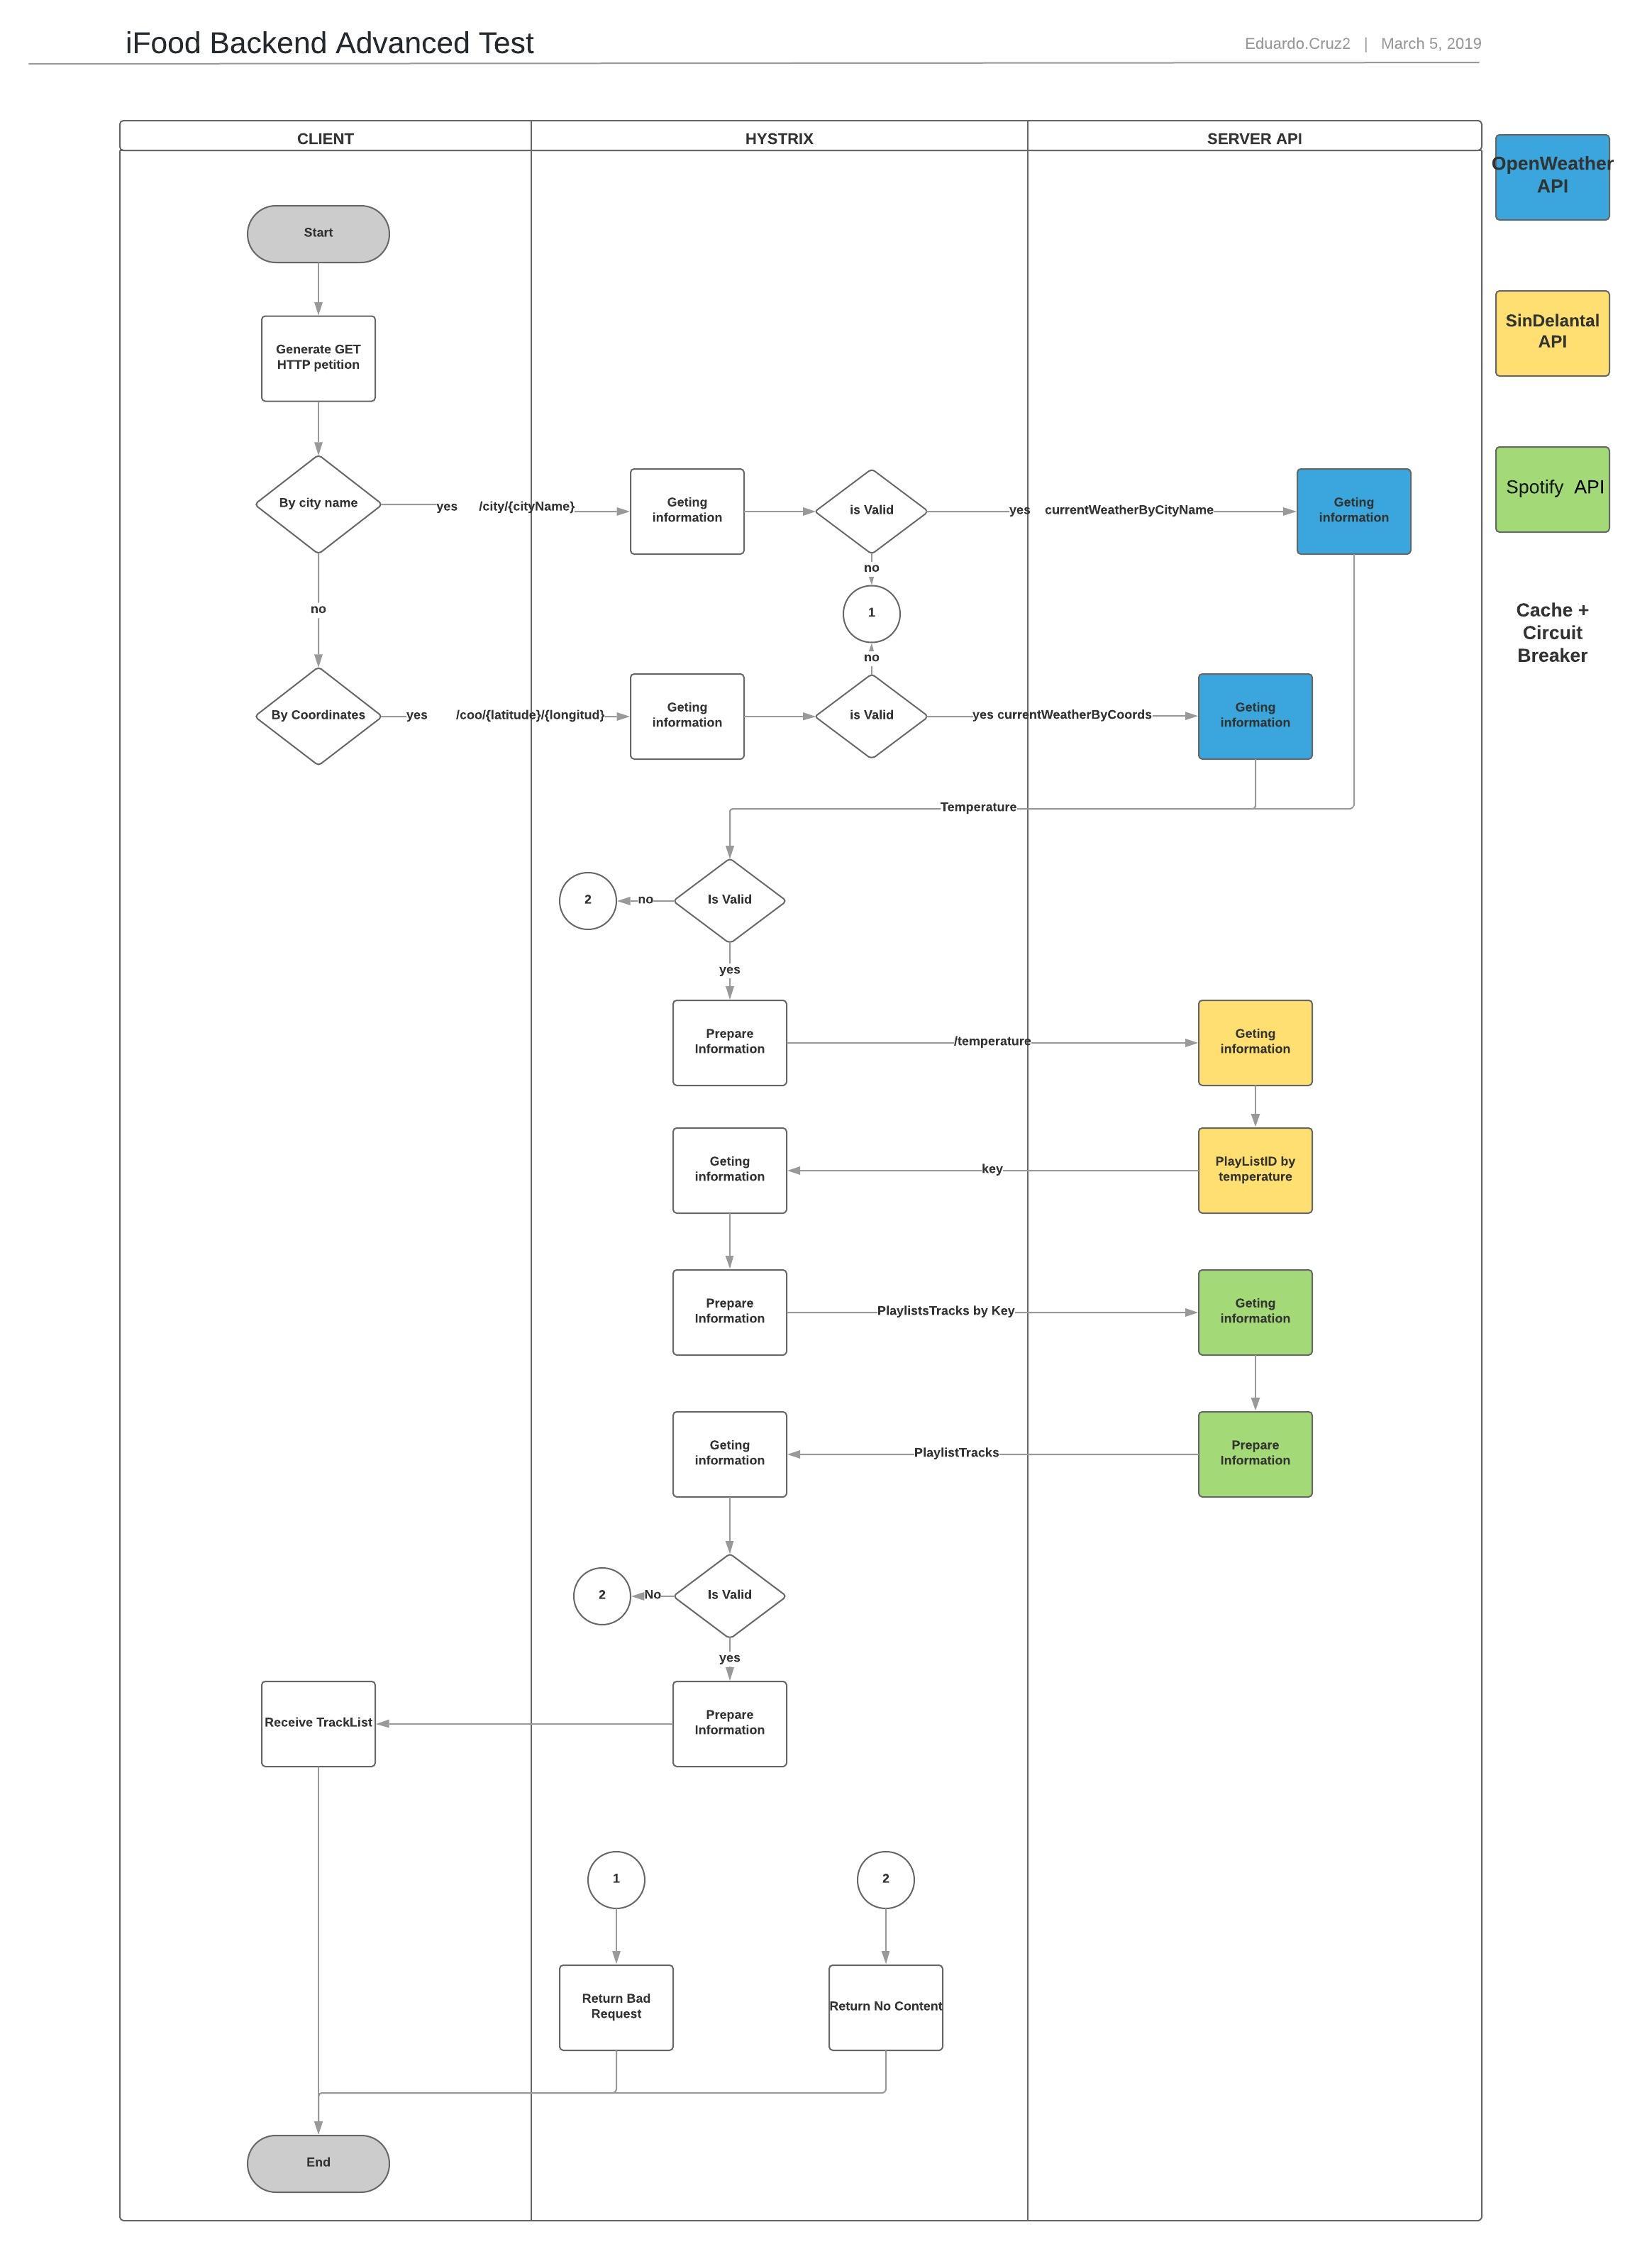 iFood Backend Advanced Test
Eduardo.Cruz2 | March 5, 2019
CLIENT
HYSTRIX
SERVER API
OpenWeather
API
SinDelantal
API
Spotify API
Cache +
Circuit
Breaker
Start
Generate GET
HTTP petition
By city name
yes
/city/{cityName}
Geting
information
is Valid
yes
currentWeatherByCityName
Geting
information
no
1
no
no
By Coordinates
yes
/coo/{latitude}/{longitud}
Geting
information
is Valid
yes
currentWeatherByCoords
Geting
information
Temperature
2
no
Is Valid
yes
Prepare
Information
/temperature
Geting
information
Geting
information
key
PlayListID by
temperature
Prepare
Information
PlaylistsTracks by Key
Geting
information
Geting
information
PlaylistTracks
Prepare
Information
2
No
Is Valid
yes
Receive TrackList
Prepare
Information
1
2
Return Bad
Request
Return No Content
End